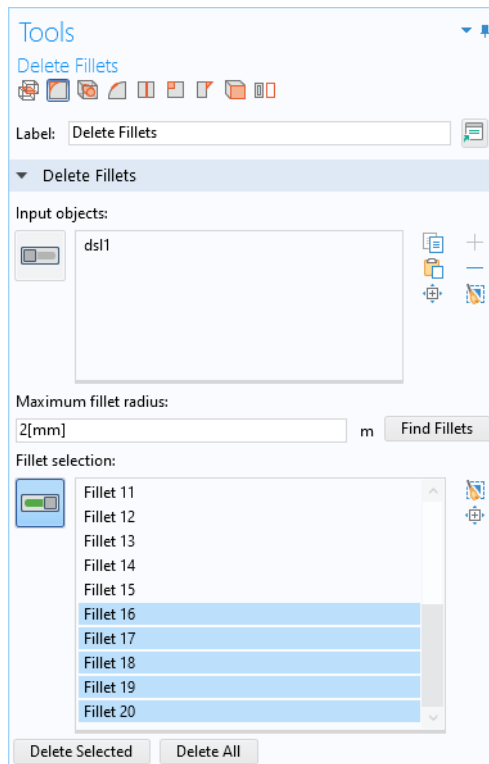 Tools
Delete Fillets
Label: Delete Fillets
Delete Fillets
Input objects:
dsl1
Maximum fillet radius:
2[mm] m Find Fillets
Fillet selection:
Fillet 11
Fillet 12
Fillet 13
Fillet 14
Fillet 15
Fillet 16
Fillet 17
Fillet 18
Fillet 19
Fillet 20
Delete Selected Delete All